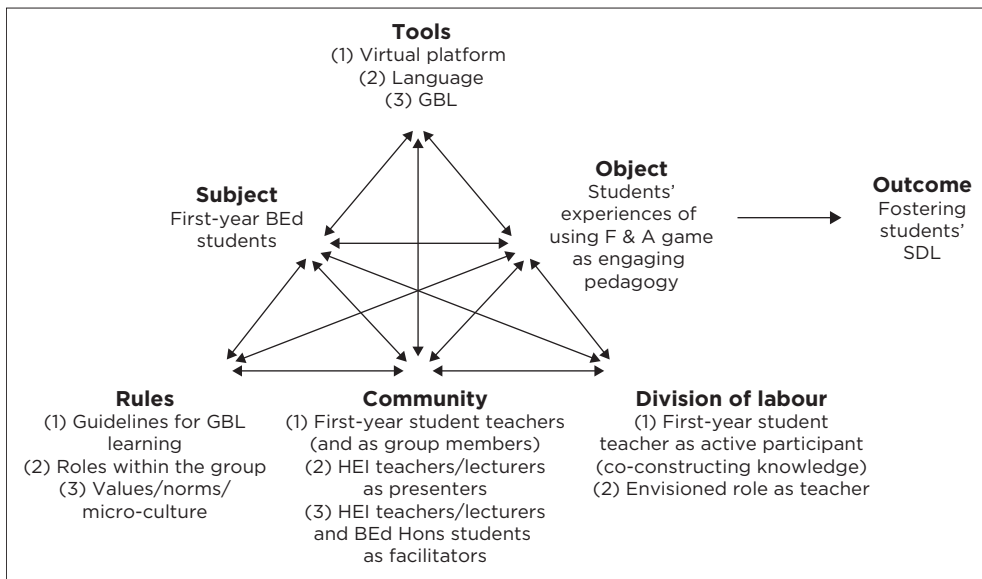 Tools
(1) Virtual platform
(2) Language
(3) GBL
Subject
First-year BEd
students
Object
Students’
experiences of
using F & A game
as engaging
pedagogy
Outcome
Fostering
students’
SDL
Rules
(1) Guidelines for GBL
learning
(2) Roles within the group
(3) Values/norms/
micro-culture
Community
(1) First-year student teachers
(and as group members)
(2) HEI teachers/lecturers
as presenters
(3) HEI teachers/lecturers
and BEd Hons students
as facilitators
Division of labour
(1) First-year student
teacher as active participant
(co-constructing knowledge)
(2) Envisioned role as teacher